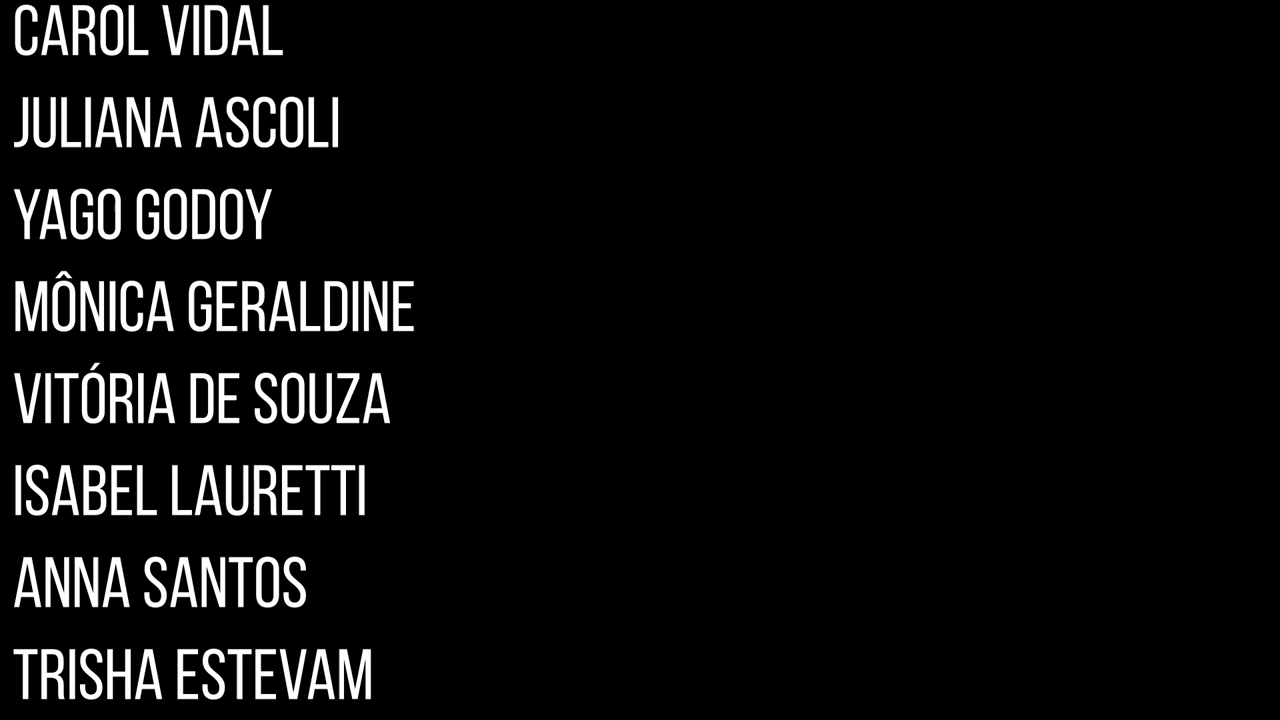 CAROL VIDAL
JULIANA ASCOLI
YAGO GODOY
MÔNICA GERALDINE
VITÓRIA DE SOUZA
ISABEL LAURETTI
ANNA SANTOS
TRISHA ESTEVAM